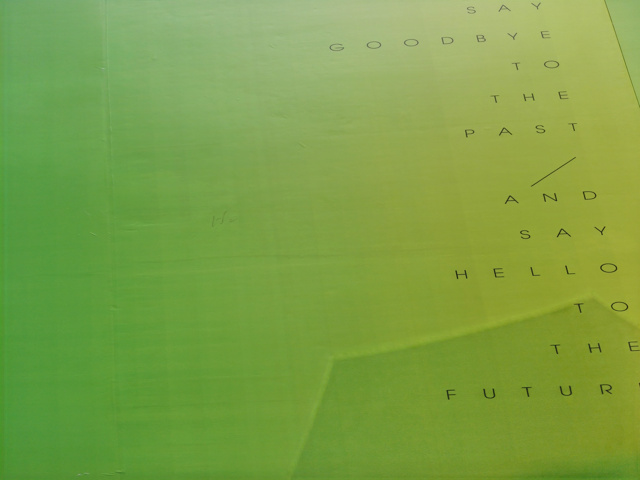 SAY
GOODBYE
TO
THE
PAST
/
AND
SAY
HELLO
TO
THE
FUTUR